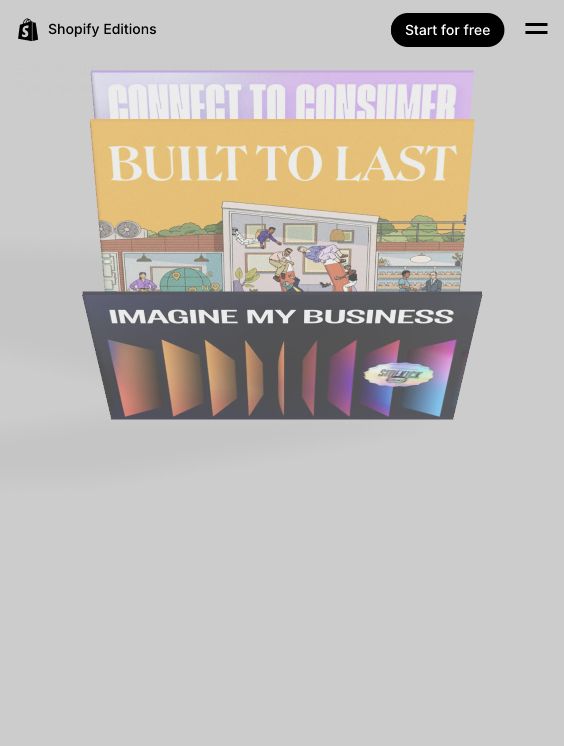 Shopify Editions
Start for free
CONNECT TO CONSUMER
BUILT TO LAST
IMAGINE MY BUSINESS